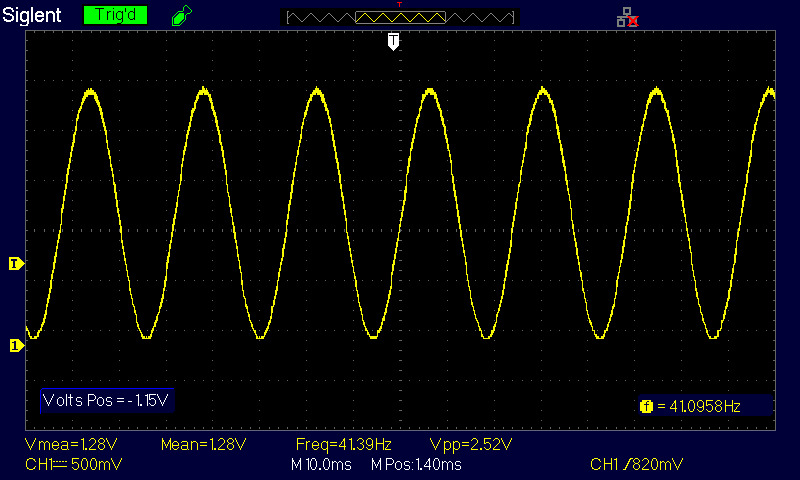 Siglent Trig'd
T
T
1
Volts Pos=-1.15V
f = 41.0958Hz
Vmea=1.28V Mean=1.28V Freq=41.39Hz Vpp=2.52V
CH1 500mV M 10.0ms M Pos:1.40ms CH1 820mV